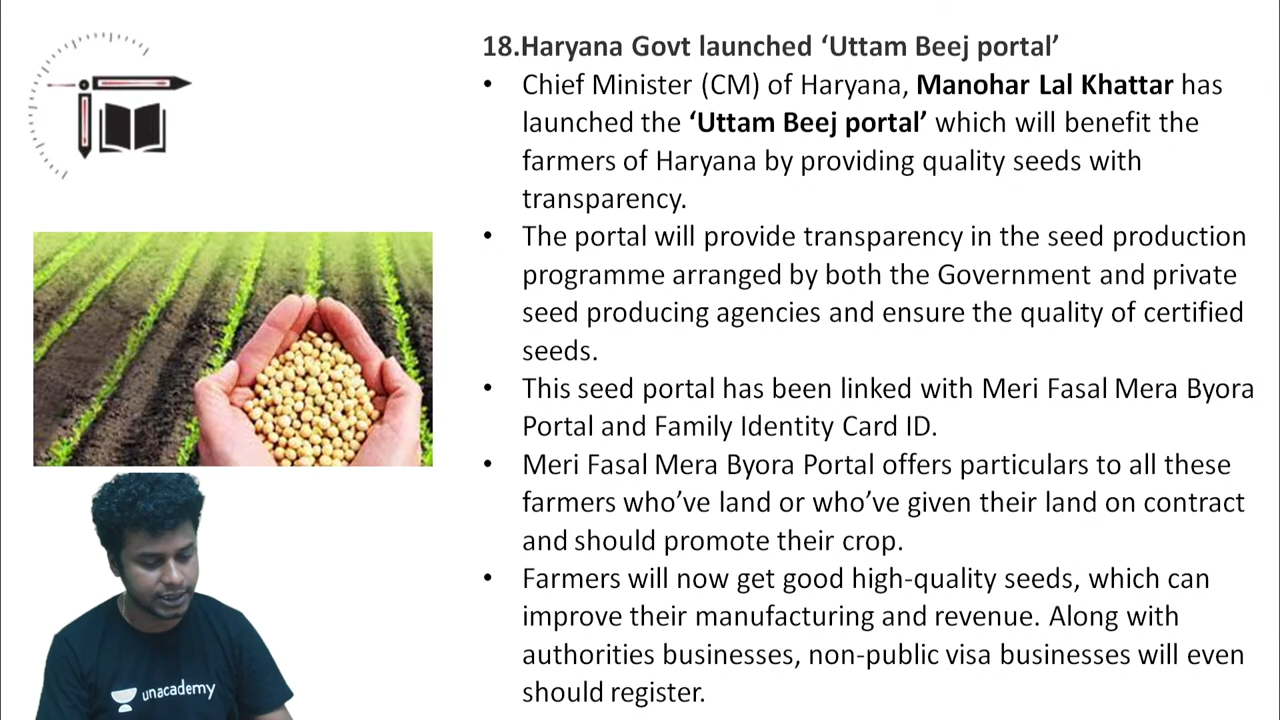 18.Haryana Govt launched ‘Uttam Beej portal’
• Chief Minister (CM) of Haryana, Manohar Lal Khattar has
launched the ‘Uttam Beej portal’ which will benefit the
farmers of Haryana by providing quality seeds with
transparency.
• The portal will provide transparency in the seed production
programme arranged by both the Government and private
seed producing agencies and ensure the quality of certified
seeds.
• This seed portal has been linked with Meri Fasal Mera Byora
Portal and Family Identity Card ID.
• Meri Fasal Mera Byora Portal offers particulars to all these
farmers who’ve land or who’ve given their land on contract
and should promote their crop.
• Farmers will now get good high-quality seeds, which can
improve their manufacturing and revenue. Along with
authorities businesses, non-public visa businesses will even
should register.
unacademy